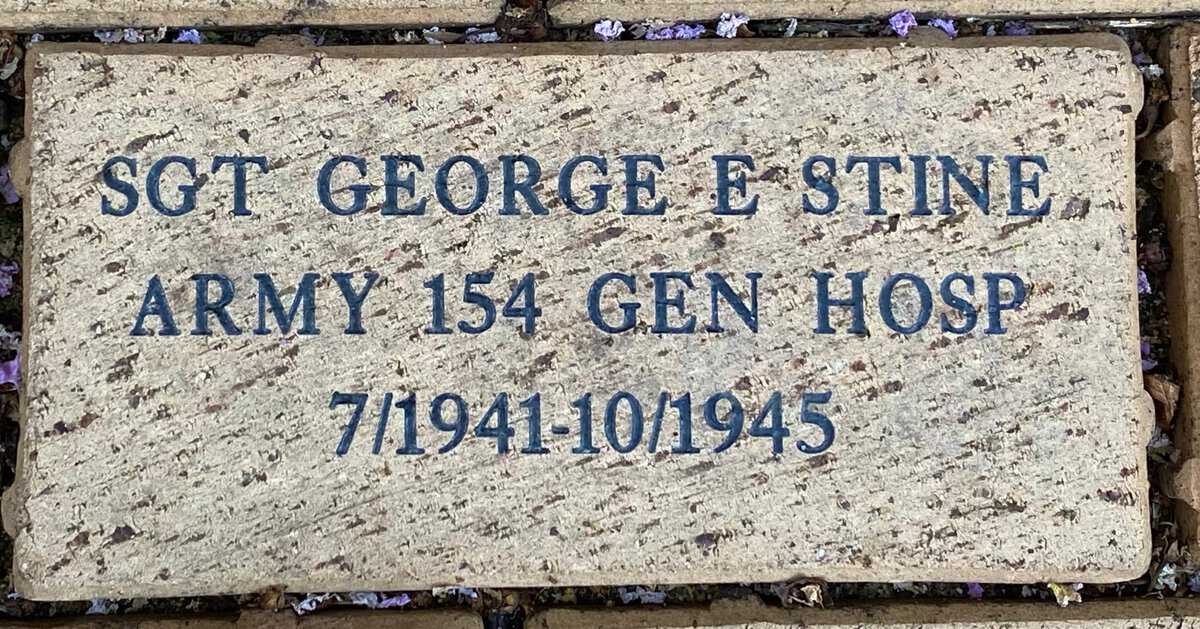 SGT GEORGE E STINE
ARMY 154 GEN HOSP
7/1941-10/1945